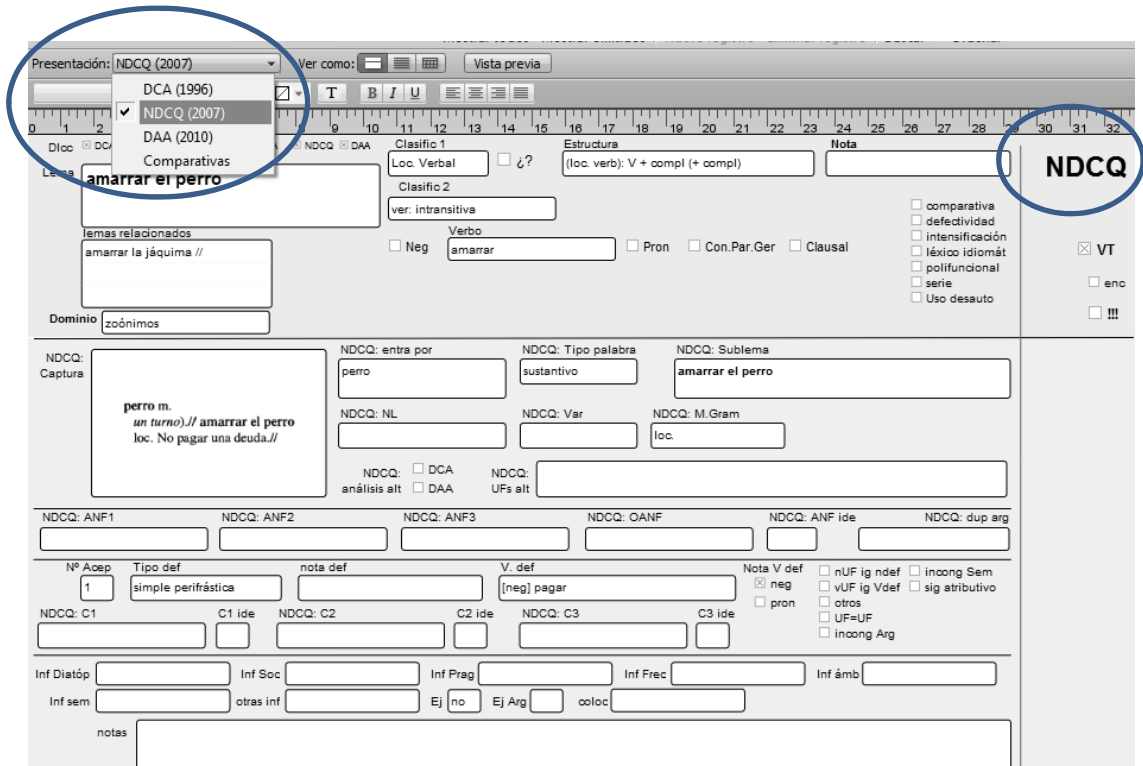 Presentación: NDCQ (2007) Ver como: Vista previa
DCA (1996)
NDCQ (2007)
DAA (2010)
Comparativas
T B I U
0 1 2 8 9 10 11 12 13 14 15 16 17 18 19 20 21 22 23 24 25 26 27 28 29 30 31 32
DIcc DCA NDCQ DAA Clasific 1 Estructura Nota
Lema amarrar el perro Loc. Verbal ¿? (loc. verb): V + compl (+ compl) NDCQ
Clasific 2
ver: intransitiva
comparativa
defectividad
intensificación
léxico idiomát
polifuncional
serie
Uso desauto
lemas relacionados Verbo
amarrar la jáquima // Neg amarrar Pron Con.Par.Ger Clausal
VT
enc
!!!
Dominio zoónimos
NDCQ: Captura
NDCQ: entra por NDCQ: Tipo palabra NDCQ: Sublema
perro sustantivo amarrar el perro
perro m.
un turno).// amarrar el perro
loc. No pagar una deuda.//
NDCQ: NL NDCQ: Var NDCQ: M.Gram
loc.
NDCQ: análisis alt DCA DAA NDCQ: UFs alt
NDCQ: ANF1 NDCQ: ANF2 NDCQ: ANF3 NDCQ: OANF NDCQ: ANF ide NDCQ: dup arg
Nº Acep Tipo def nota def V. def Nota V def
1 simple perifrástica [neg] pagar neg
pron
nUF ig ndef incong Sem
vUF ig Vdef sig atributivo
otros
UF=UF
incong Arg
NDCQ: C1 C1 ide NDCQ: C2 C2 ide NDCQ: C3 C3 ide
Inf Diatóp Inf Soc Inf Prag Inf Frec Inf ámb
Inf sem otras inf Ej no Ej Arg coloc
notas